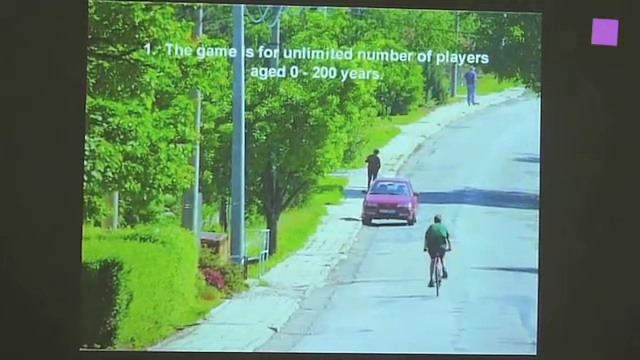 1. The game is for unlimited number of players
aged 0 - 200 years.